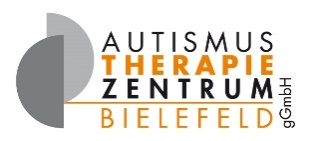 AUTISMUS
THERAPIE
ZENTRUM
BIELEFELD
gGmbH